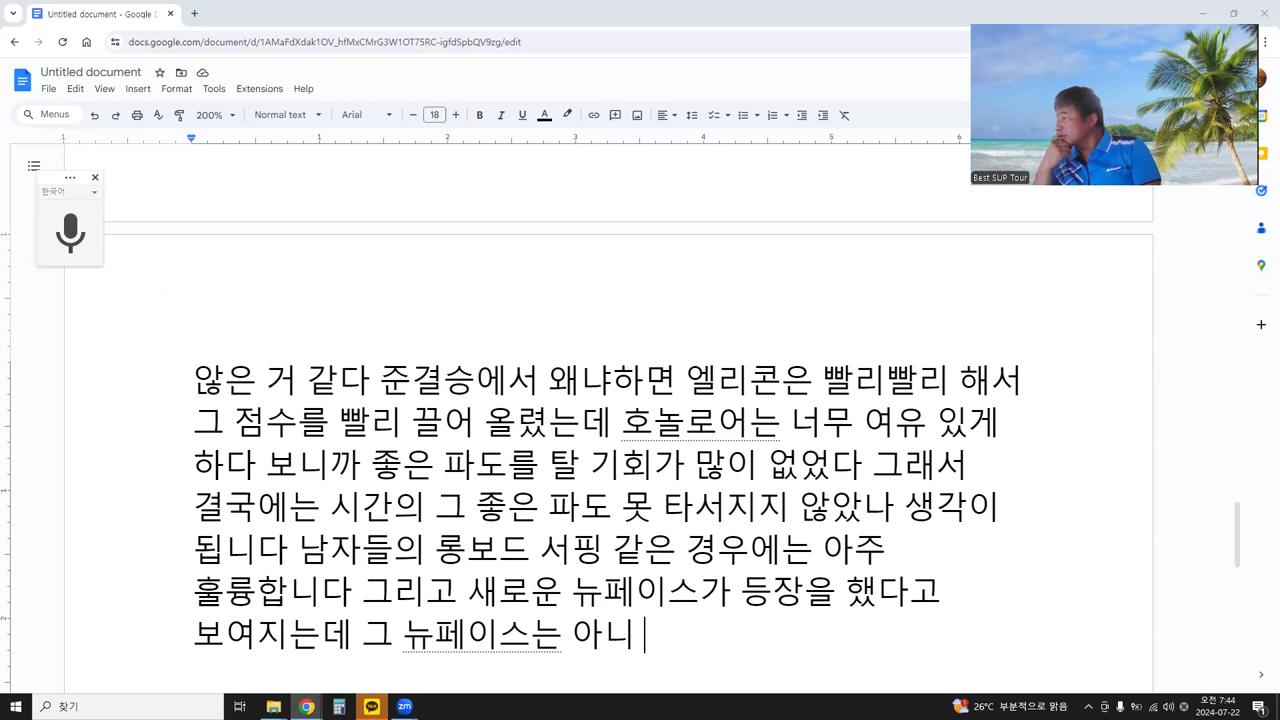 Untitled document - Google D
docs.google.com/document/d/1AMaFdXdak1OV_hfMxCMrG3W1OT75RC-igfdSpbQV9zg/edit
Untitled document
File Edit View Insert Format Tools Extensions Help
Menus 200% Normal text Arial 18 B I U A
1 1 2 3 4 5 6
Best SUP Tour
한국어
않은 거 같다 준결승에서 왜냐하면 엘리콘은 빨리빨리 해서
그 점수를 빨리 끌어 올렸는데 호놀로어는 너무 여유 있게
하다 보니까 좋은 파도를 탈 기회가 많이 없었다 그래서
결국에는 시간의 그 좋은 파도 못 타서지지 않았나 생각이
됩니다 남자들의 롱보드 서핑 같은 경우에는 아주
훌륭합니다 그리고 새로운 뉴페이스가 등장을 했다고
보여지는데 그 뉴페이스는 아니
찾기
TALK
zm
26°C 부분적으로 맑음
오전 7:44
2024-07-22
1